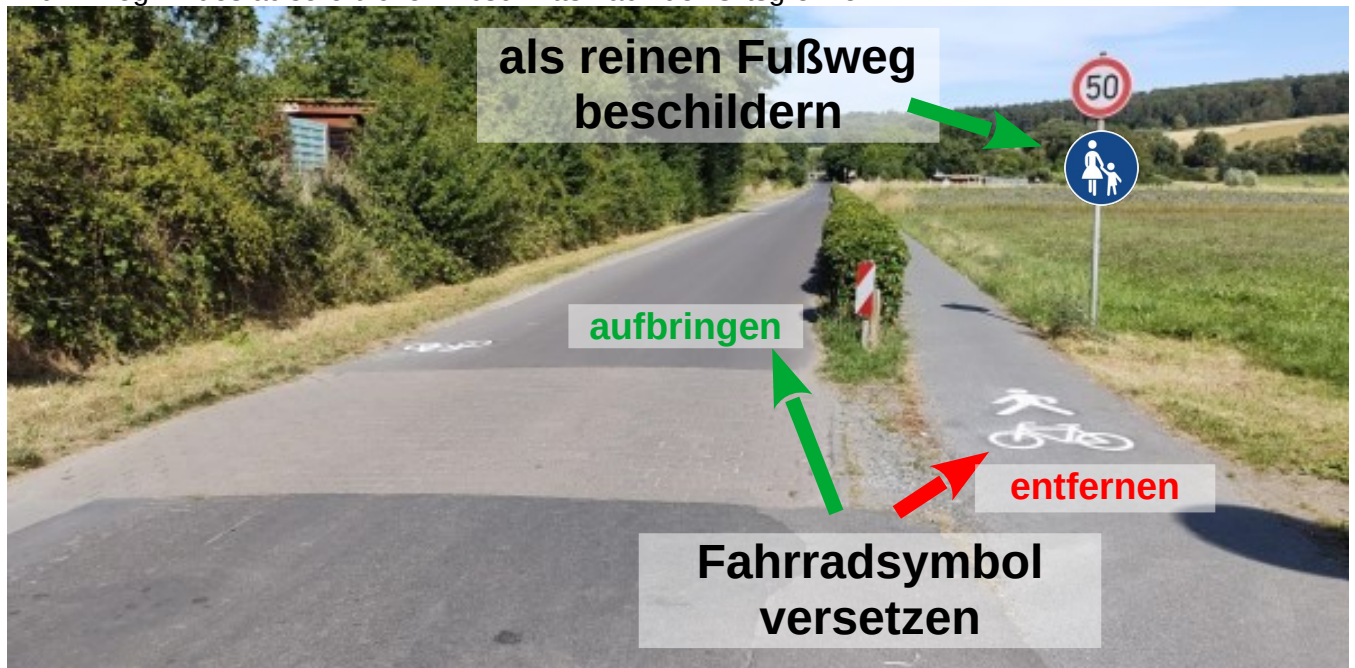 als reinen Fußweg
beschildern
50
aufbringen
entfernen
Fahrradsymbol
versetzen